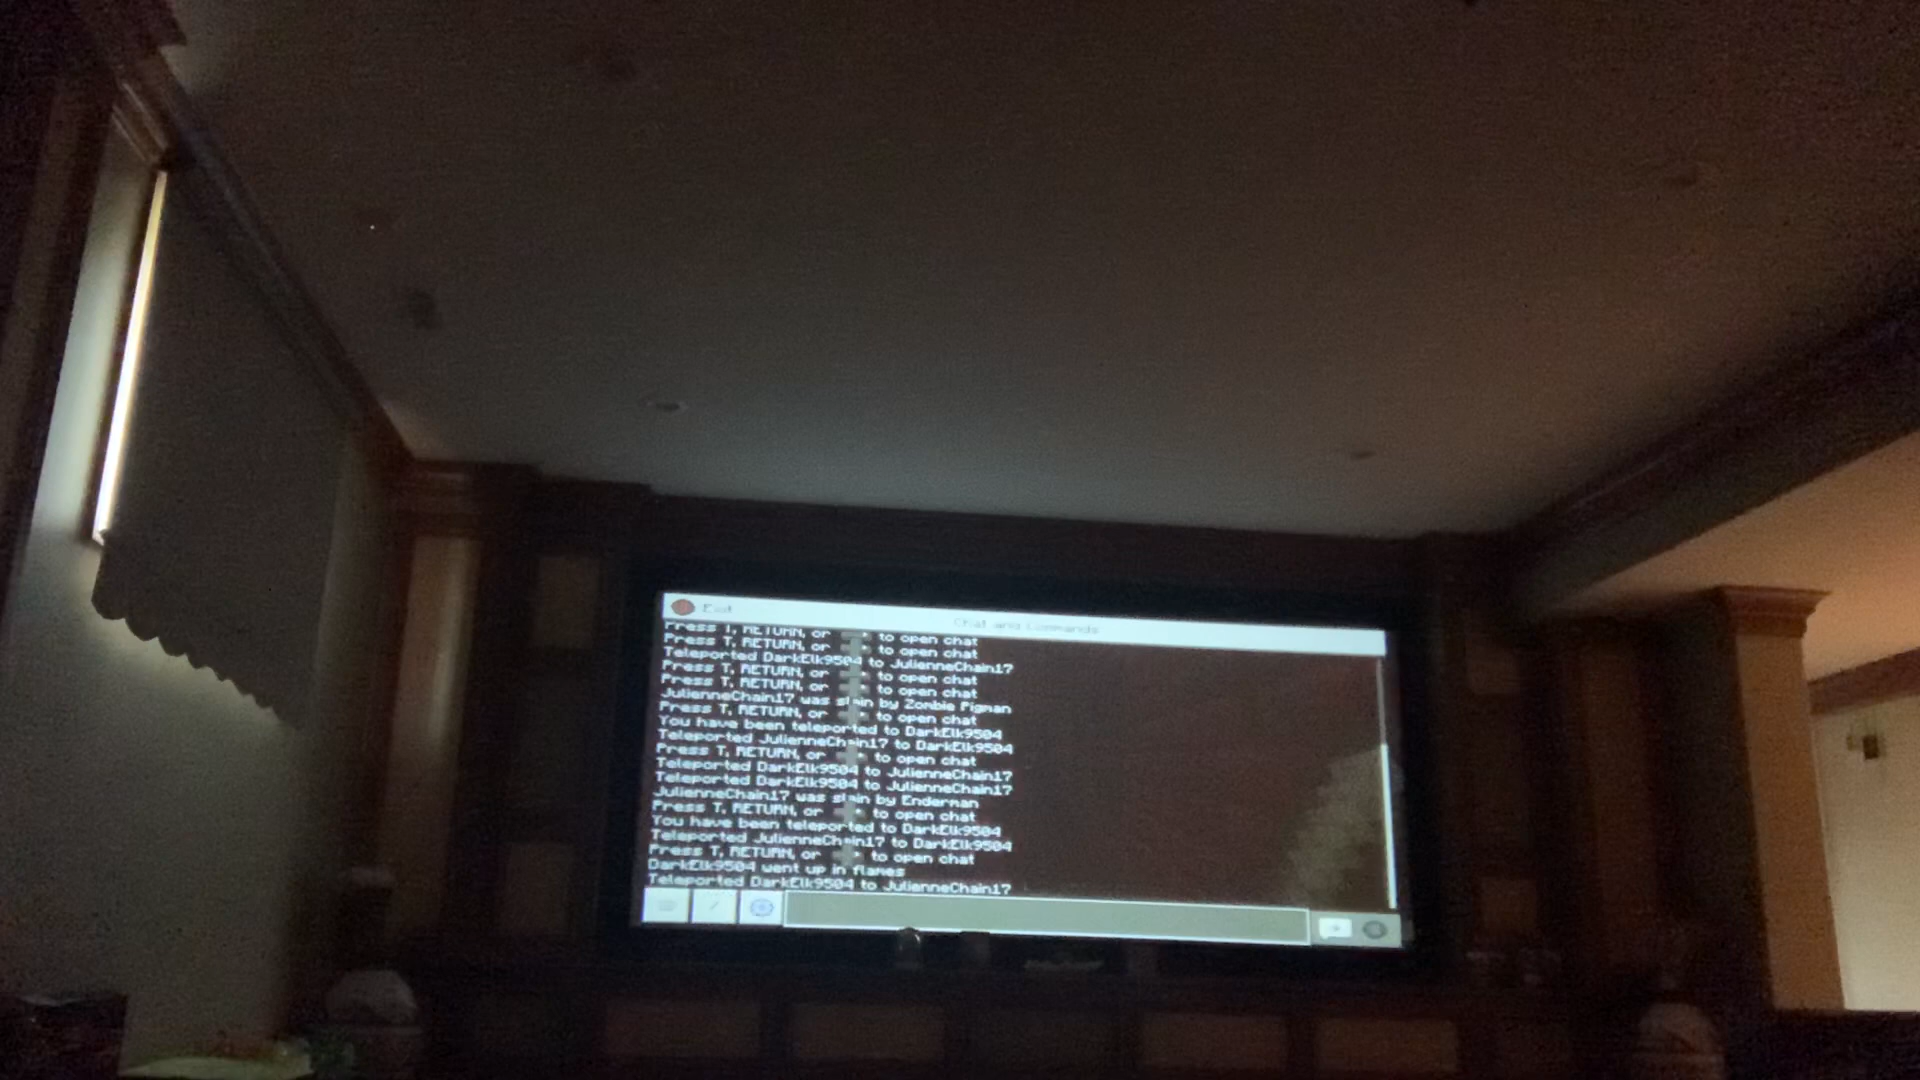 Exit
Chat and Commands
Press T, RETURN, or to open chat
Press T, RETURN, or to open chat
Teleported DarkElk9504 to JulienneChain17
Press T, RETURN, or to open chat
Press T, RETURN, or to open chat
JulienneChain17 was slain by Zombie Pigman
Press T, RETURN, or to open chat
You have been teleported to DarkElk9504
Teleported JulienneChain17 to DarkElk9504
Press T, RETURN, or to open chat
Teleported DarkElk9504 to JulienneChain17
Teleported DarkElk9504 to JulienneChain17
JulienneChain17 was slain by Enderman
Press T, RETURN, or to open chat
You have been teleported to DarkElk9504
Teleported JulienneChain17 to DarkElk9504
Press T, RETURN, or to open chat
DarkElk9504 went up in flames
Teleported DarkElk9504 to JulienneChain17